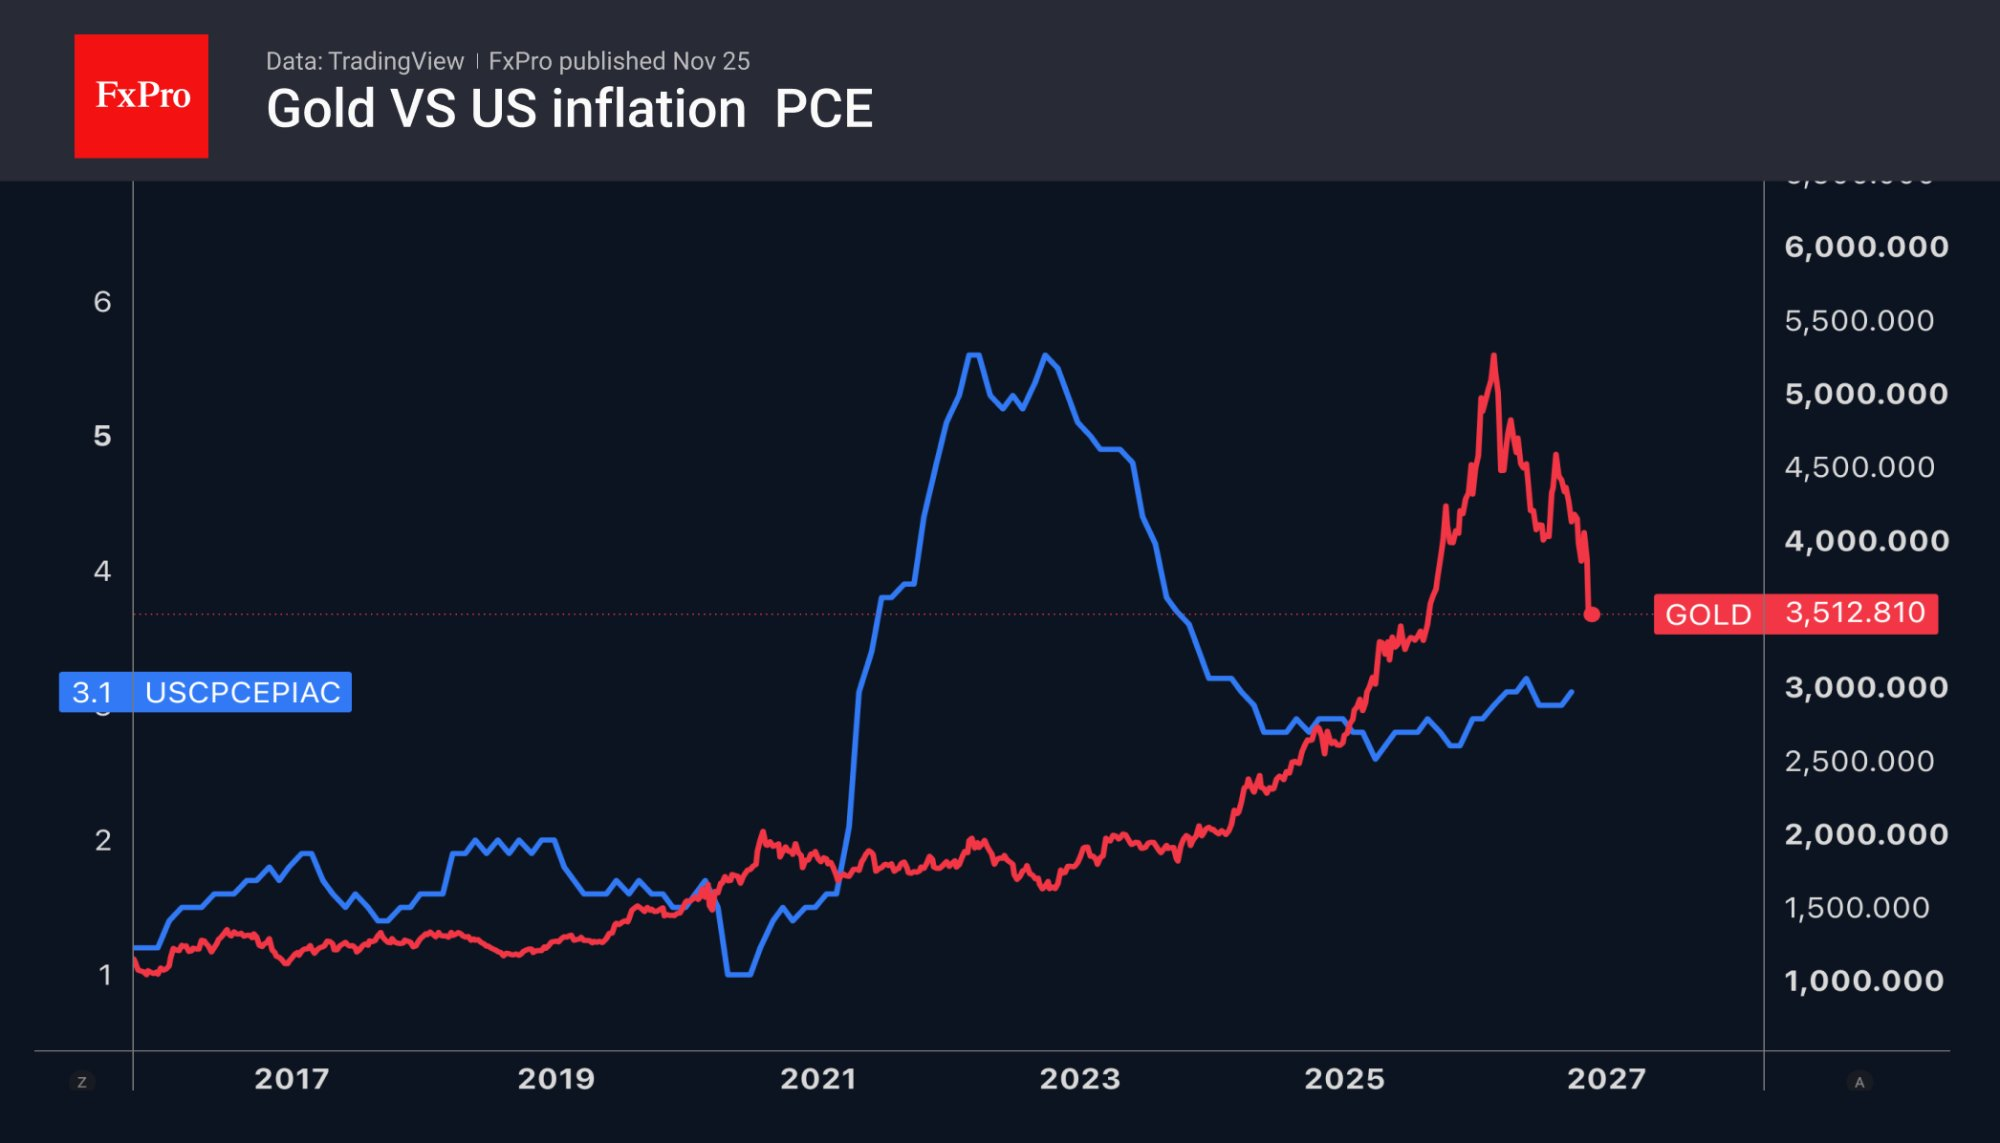 FxPro
Data: TradingView | FxPro published Nov 25
Gold VS US inflation PCE
6,000.000
6
5,500.000
5,000.000
5
4,500.000
4
4,000.000
GOLD 3,512.810
3.1 USCPCEPIAC
3,000.000
2,500.000
2
2,000.000
1,500.000
1
1,000.000
2017 2019 2021 2023 2025 2027
Z
A